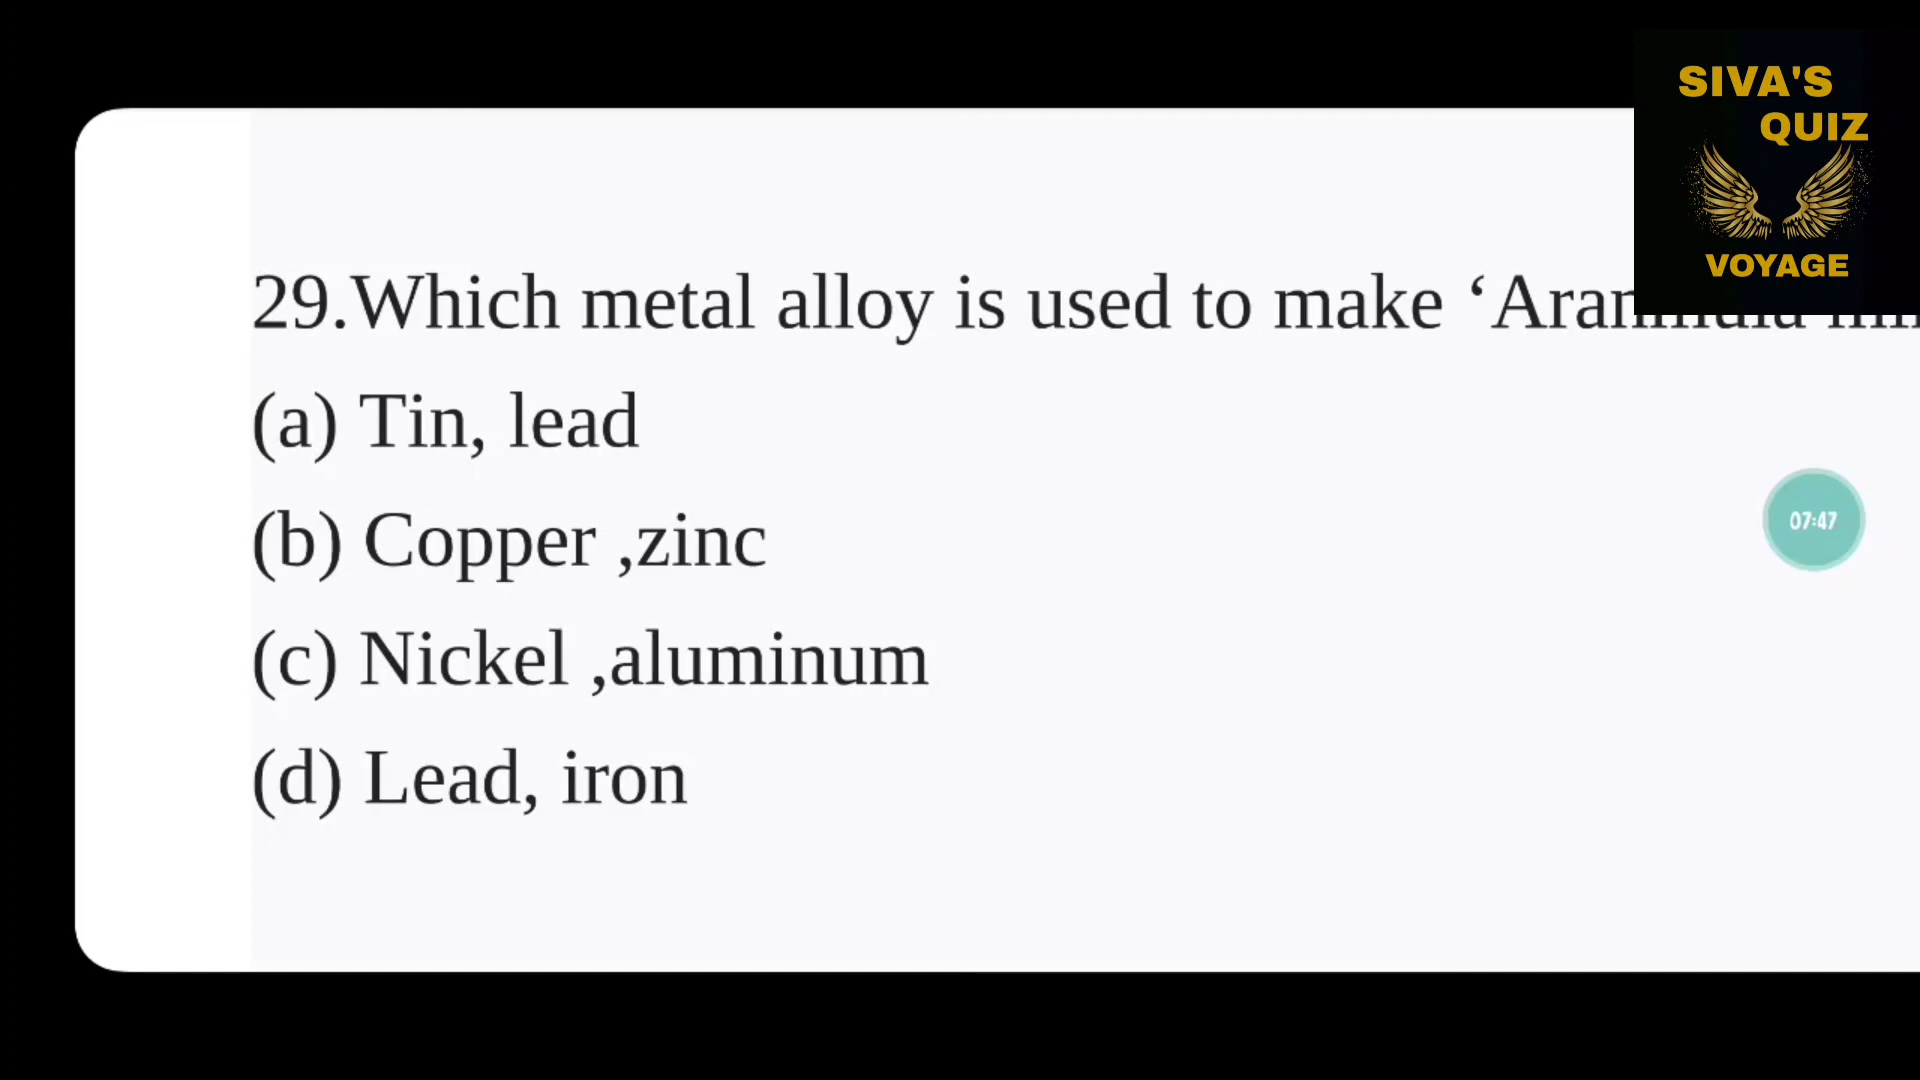 SIVA'S
QUIZ
VOYAGE
29.Which metal alloy is used to make ‘
(a) Tin, lead
(b) Copper ,zinc
(c) Nickel ,aluminum
(d) Lead, iron
07:47